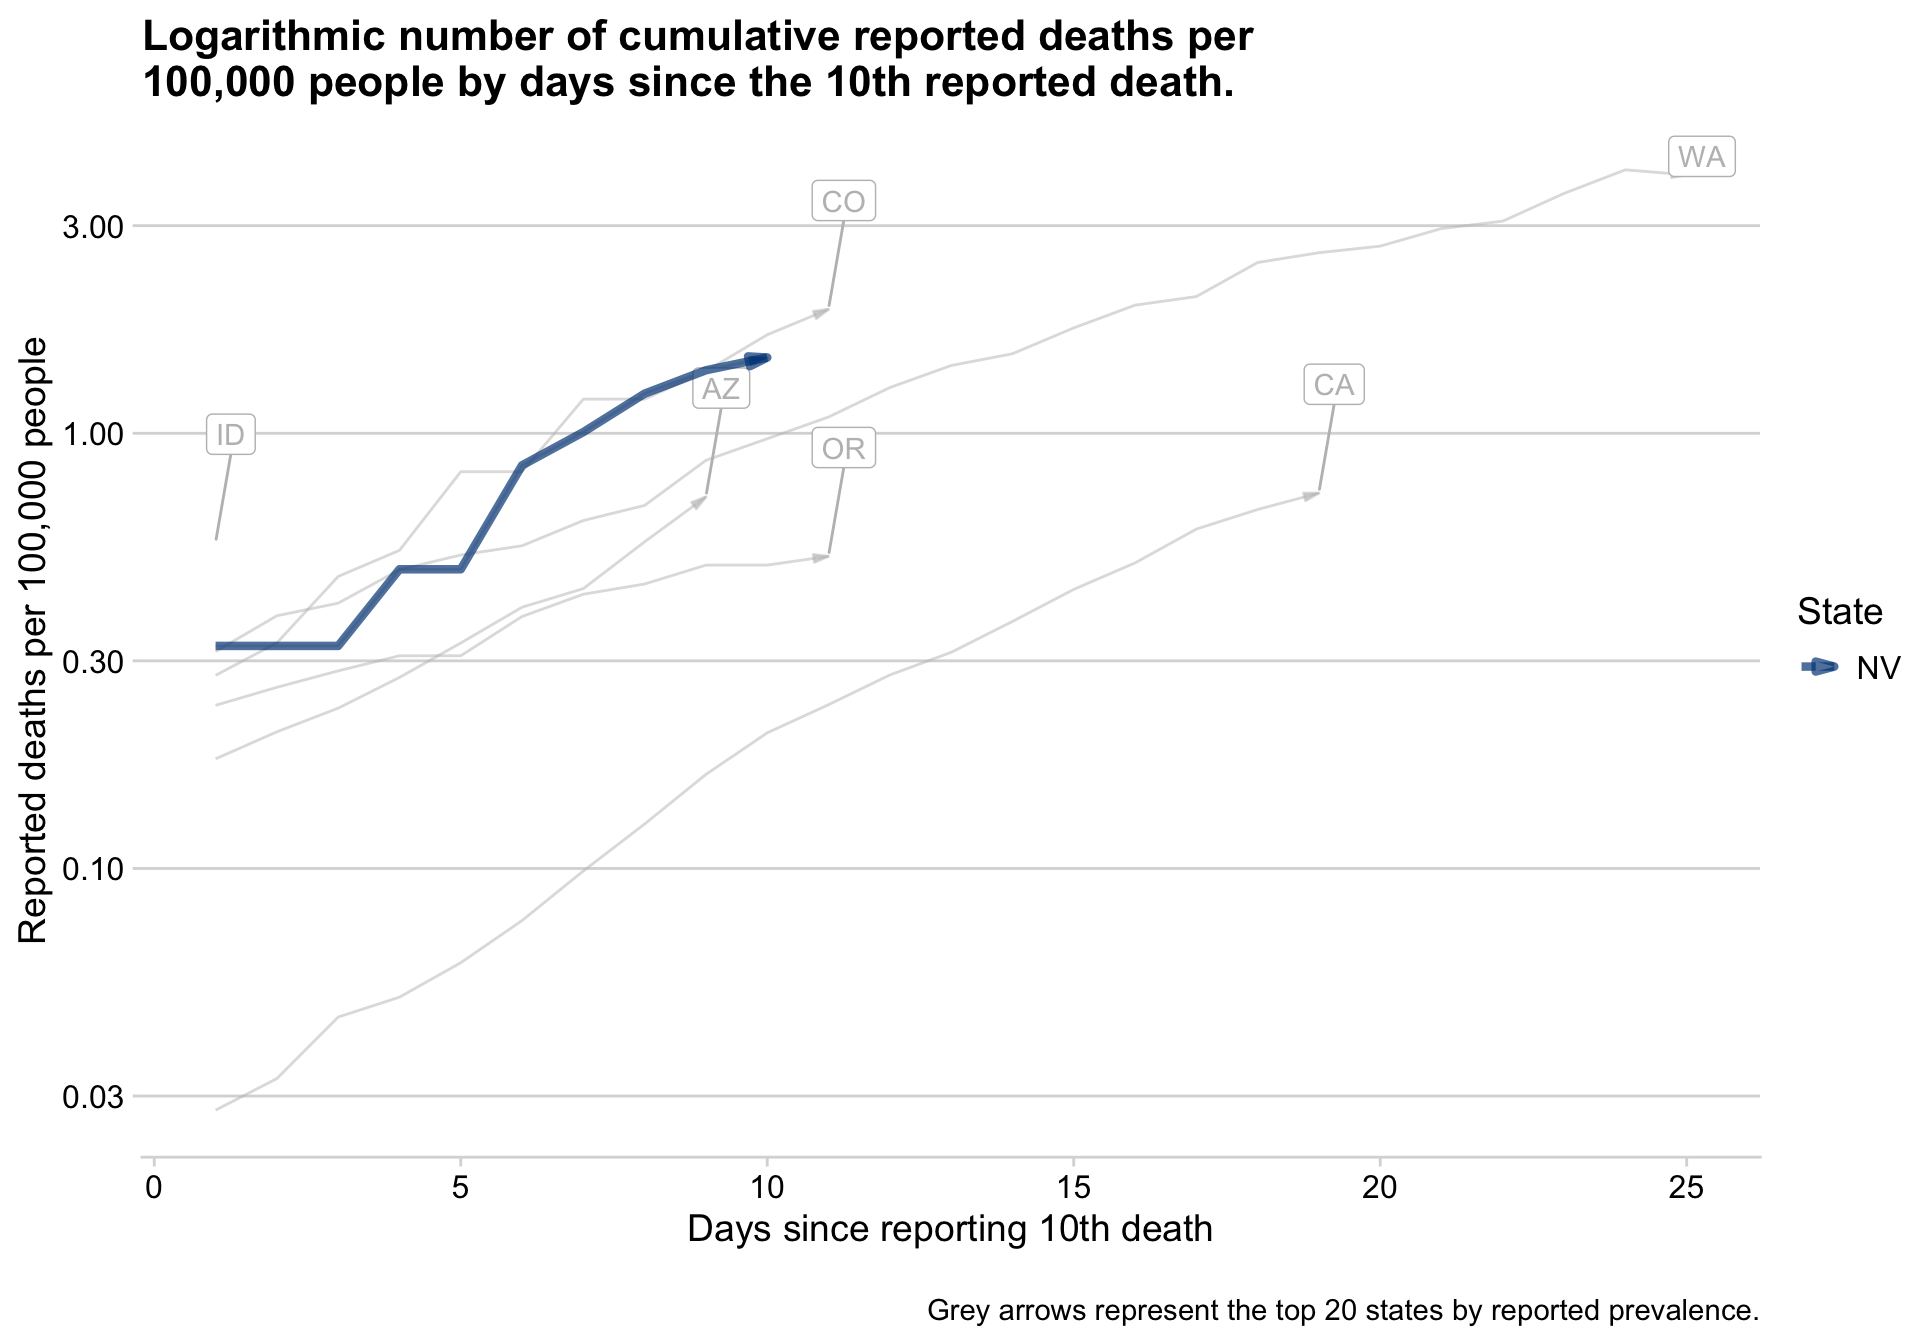 Logarithmic number of cumulative reported deaths per
100,000 people by days since the 10th reported death.
WA
CO
3.00
CA
AZ
ID
1.00
OR
Reported deaths per 100,000 people
State
0.30
NV
0.10
0.03
0 5 10 15 20 25
Days since reporting 10th death
Grey arrows represent the top 20 states by reported prevalence.